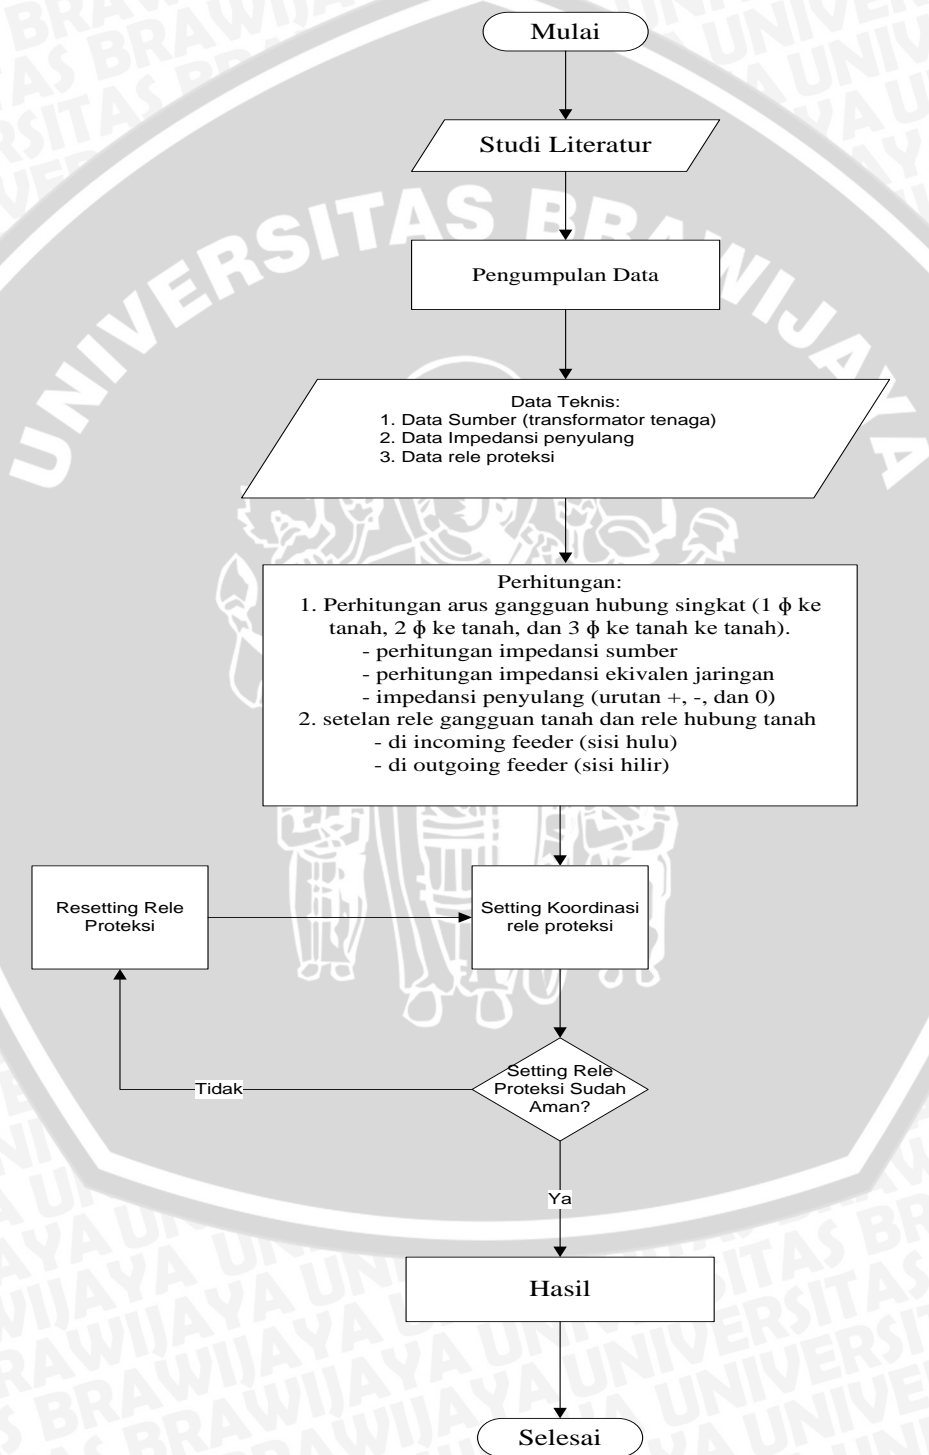 Mulai
Studi Literatur
UNIVERSITAS BRAWIJAYA
Pengumpulan Data
Data Teknis:
1. Data Sumber (transformator tenaga)
2. Data Impedansi penyulang
3. Data rele proteksi
Perhitungan:
1. Perhitungan arus gangguan hubung singkat (1 ϕ ke
tanah, 2 ϕ ke tanah, dan 3 ϕ ke tanah ke tanah).
- perhitungan impedansi sumber
- perhitungan impedansi ekivalen jaringan
- impedansi penyulang (urutan +, -, dan 0)
2. setelan rele gangguan tanah dan rele hubung tanah
- di incoming feeder (sisi hulu)
- di outgoing feeder (sisi hilir)
Resetting Rele
Proteksi
Setting Koordinasi
rele proteksi
Setting Rele
Proteksi Sudah
Aman?
Tidak
Ya
Hasil
Selesai